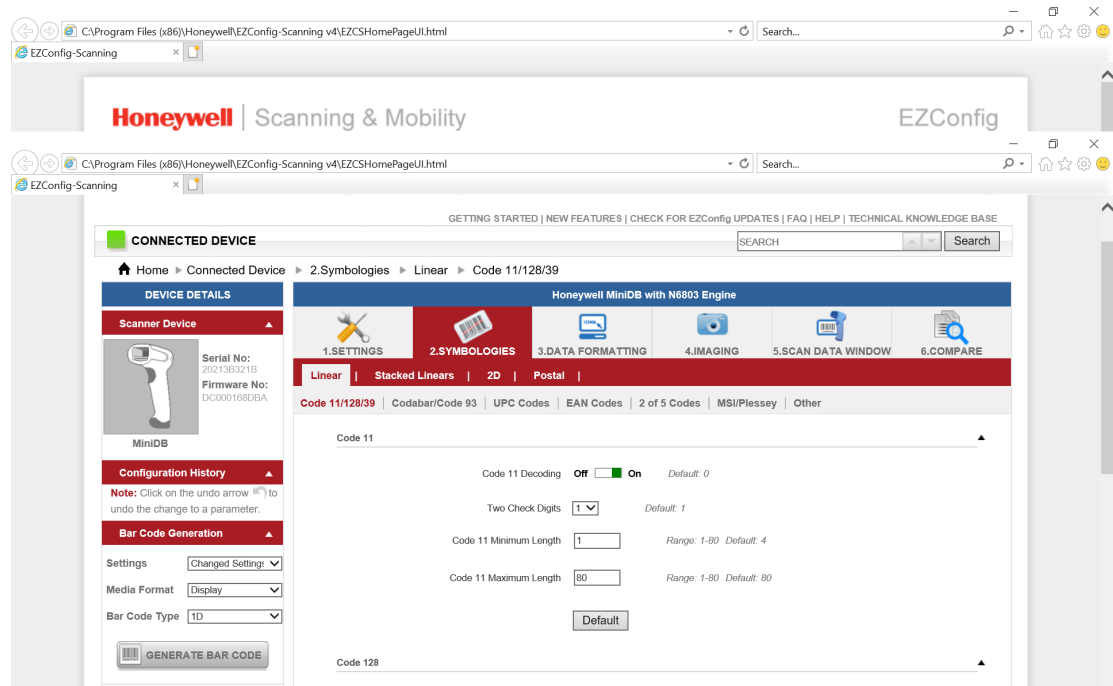 C:\Program Files (x86)\Honeywell\EZConfig-Scanning v4\EZCSHomePageUI.html Search...
EZConfig-Scanning
Honeywell | Scanning & Mobility EZConfig
C:\Program Files (x86)\Honeywell\EZConfig-Scanning v4\EZCSHomePageUI.html Search...
EZConfig-Scanning
GETTING STARTED | NEW FEATURES | CHECK FOR EZConfig UPDATES | FAQ | HELP | TECHNICAL KNOWLEDGE BASE
CONNECTED DEVICE SEARCH Search
Home Connected Device 2.Symbologies Linear Code 11/128/39
DEVICE DETAILS
Scanner Device
Serial No:
20213B321B
Firmware No:
DC000168DBA
MiniDB
Configuration History
Note: Click on the undo arrow to
undo the change to a parameter.
Bar Code Generation
Settings Changed Settings
Media Format Display
Bar Code Type 1D
GENERATE BAR CODE
Honeywell MiniDB with N6803 Engine
1.SETTINGS 2.SYMBOLOGIES 3.DATA FORMATTING 4.IMAGING 5.SCAN DATA WINDOW 6.COMPARE
Linear | Stacked Linears | 2D | Postal |
Code 11/128/39 | Codabar/Code 93 | UPC Codes | EAN Codes | 2 of 5 Codes | MSI/Plessey | Other
Code 11
Code 11 Decoding Off On Default: 0
Two Check Digits 1 Default: 1
Code 11 Minimum Length 1 Range: 1-80 Default: 4
Code 11 Maximum Length 80 Range: 1-80 Default: 80
Default
Code 128